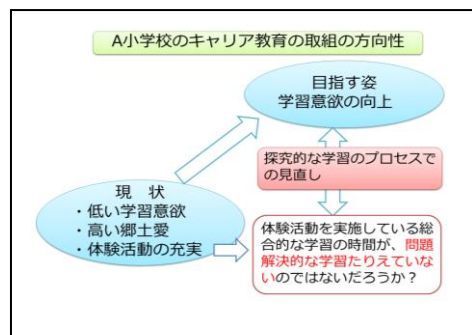 A小学校のキャリア教育の取組の方向性
目指す姿
学習意欲の向上
探究的な学習のプロセスで
の見直し
現　状
・低い学習意欲
・高い郷土愛
・体験活動の充実
体験活動を実施している総
合的な学習の時間が、問題
解決的な学習たりえていな
いのではないだろうか？